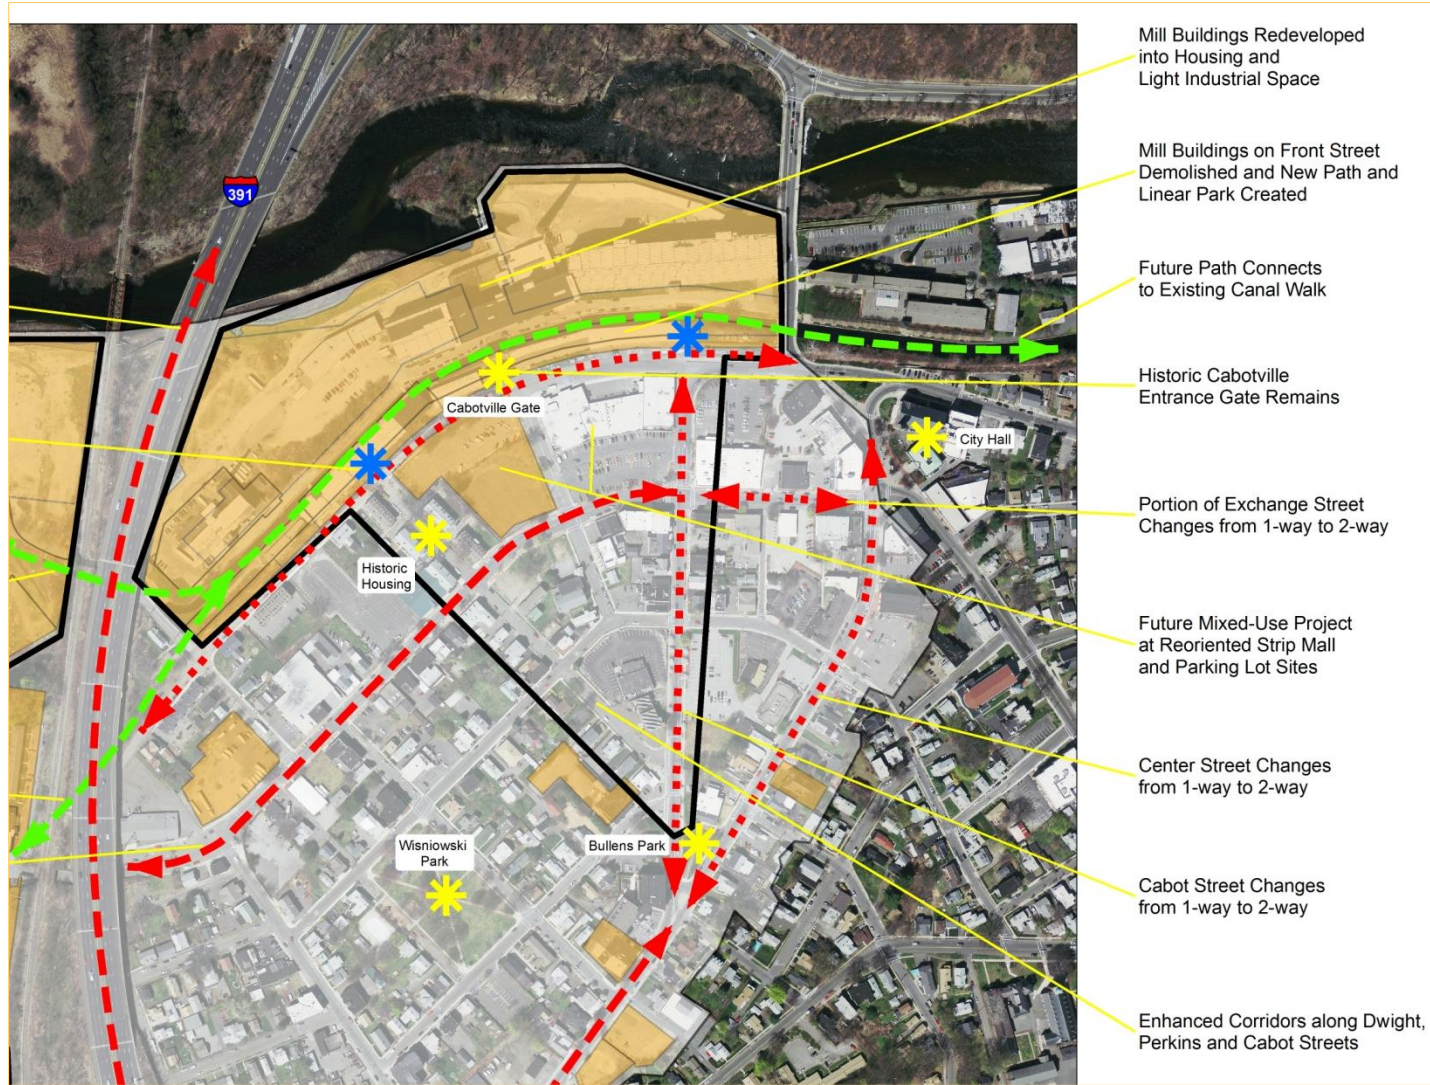 Mill Buildings Redeveloped
into Housing and
Light Industrial Space
Mill Buildings on Front Street
Demolished and New Path and
Linear Park Created
391
Future Path Connects
to Existing Canal Walk
Historic Cabotville
Entrance Gate Remains
Cabotville Gate
City Hall
Portion of Exchange Street
Changes from 1-way to 2-way
Historic
Housing
Future Mixed-Use Project
at Reoriented Strip Mall
and Parking Lot Sites
Center Street Changes
from 1-way to 2-way
Wisniowski
Park
Bullens Park
Cabot Street Changes
from 1-way to 2-way
Enhanced Corridors along Dwight,
Perkins and Cabot Streets